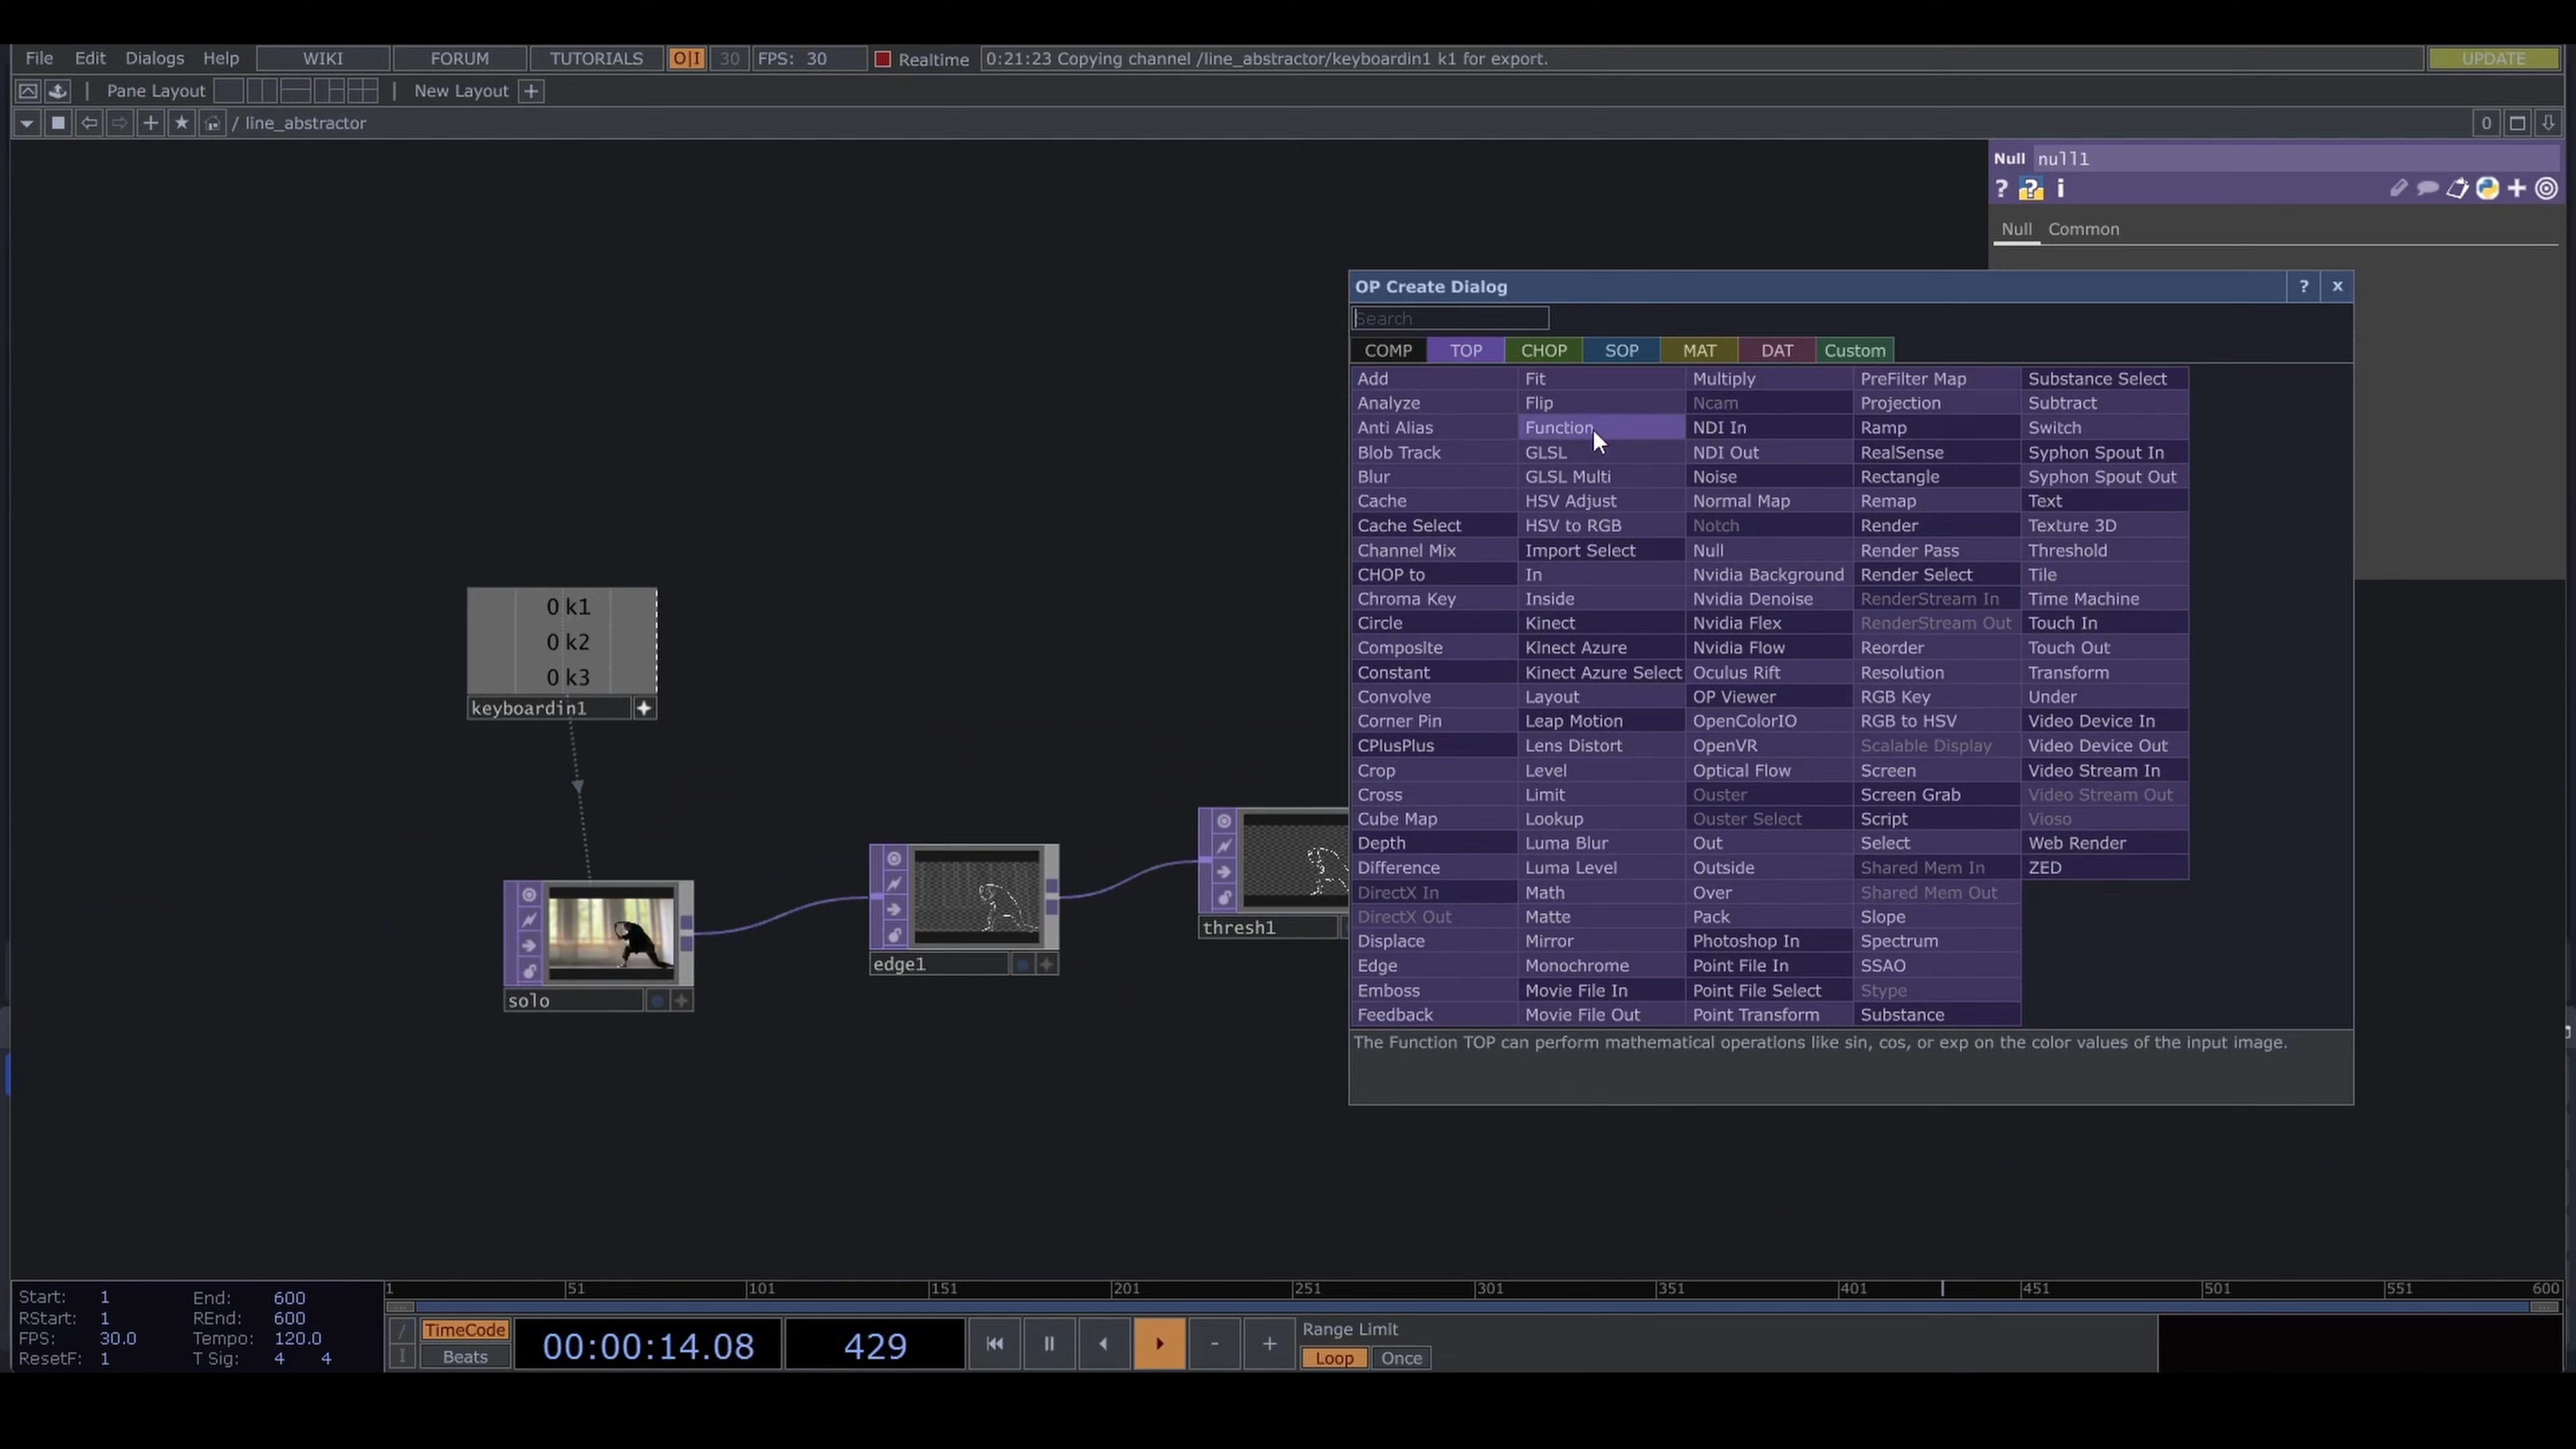 File Edit Dialogs Help WIKI FORUM TUTORIALS O|I 30 FPS: 30 Realtime 0:21:23 Copying channel /line_abstractor/keyboardin1 k1 for export. UPDATE
Pane Layout New Layout +
/ line_abstractor 0
Null null1
? ? i
Null Common
OP Create Dialog ? x
Search
COMP TOP CHOP SOP MAT DAT Custom
Add Fit Multiply PreFilter Map Substance Select
Analyze Flip Ncam Projection Subtract
Anti Alias Function NDI In Ramp Switch
Blob Track GLSL NDI Out RealSense Syphon Spout In
Blur GLSL Multi Noise Rectangle Syphon Spout Out
Cache HSV Adjust Normal Map Remap Text
Cache Select HSV to RGB Notch Render Texture 3D
Channel Mix Import Select Null Render Pass Threshold
CHOP to In Nvidia Background Render Select Tile
Chroma Key Inside Nvidia Denoise RenderStream In Time Machine
Circle Kinect Nvidia Flex RenderStream Out Touch In
Composite Kinect Azure Nvidia Flow Reorder Touch Out
Constant Kinect Azure Select Oculus Rift Resolution Transform
Convolve Layout OP Viewer RGB Key Under
Corner Pin Leap Motion OpenColorIO RGB to HSV Video Device In
CPlusPlus Lens Distort OpenVR Scalable Display Video Device Out
Crop Level Optical Flow Screen Video Stream In
Cross Limit Ouster Screen Grab Video Stream Out
Cube Map Lookup Ouster Select Script Vioso
Depth Luma Blur Out Select Web Render
Difference Luma Level Outside Shared Mem In ZED
DirectX In Math Over Shared Mem Out
DirectX Out Matte Pack Slope
Displace Mirror Photoshop In Spectrum
Edge Monochrome Point File In SSAO
Emboss Movie File In Point File Select Stype
Feedback Movie File Out Point Transform Substance
The Function TOP can perform mathematical operations like sin, cos, or exp on the color values of the input image.
0 k1
0 k2
0 k3
keyboardin1
solo
edge1
thresh1
1 51 101 151 201 251 301 351 401 451 501 551 600
Start: 1 End: 600
RStart: 1 REnd: 600
FPS: 30.0 Tempo: 120.0
ResetF: 1 T Sig: 4 4
/
I
TimeCode
Beats
00:00:14.08 429 - +
Range Limit
Loop Once